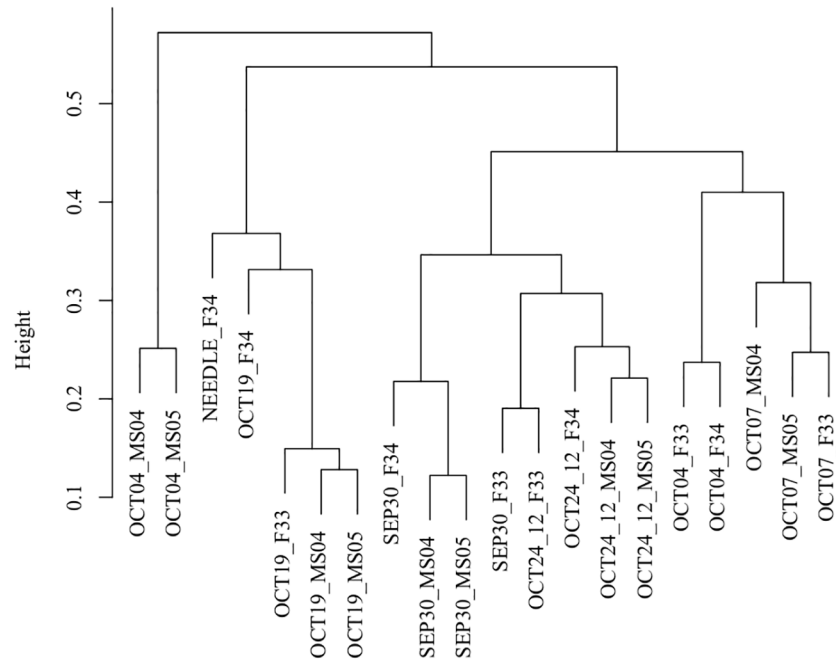 Height
0.5
0.4
0.3
0.2
0.1
OCT04_MS04
OCT04_MS05
NEEDLE_F34
OCT19_F34
OCT19_F33
OCT19_MS04
OCT19_MS05
SEP30_F34
SEP30_MS04
SEP30_MS05
SEP30_F33
OCT24_12_F33
OCT24_12_F34
OCT24_12_MS04
OCT24_12_MS05
OCT04_F33
OCT04_F34
OCT07_MS04
OCT07_MS05
OCT07_F33